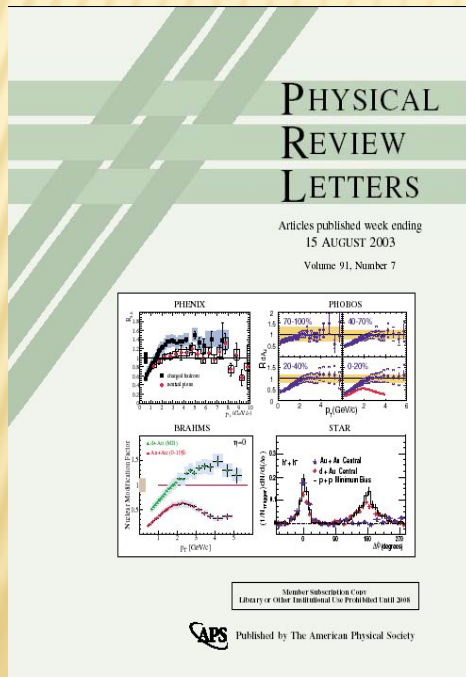 PHYSICAL
REVIEW
LETTERS
Articles published week ending
15 AUGUST 2003
Volume 91, Number 7
PHENIX
PHOBOS
70-100%
40-70%
20-40%
0-20%
charged hadrons
neutral pions
p_T(GeV/c)
BRAHMS
STAR
d+Au (MB)
Au+Au (0-10%)
η=0
Nuclear Modification Factor
p_T [GeV/c]
h⁺ + h⁻
Au + Au Central
d + Au Central
p + p Minimum Bias
Δϕ (degrees)
Member Subscription Copy
Library or Other Institutional Use Prohibited Until 2008
APS
Published by The American Physical Society